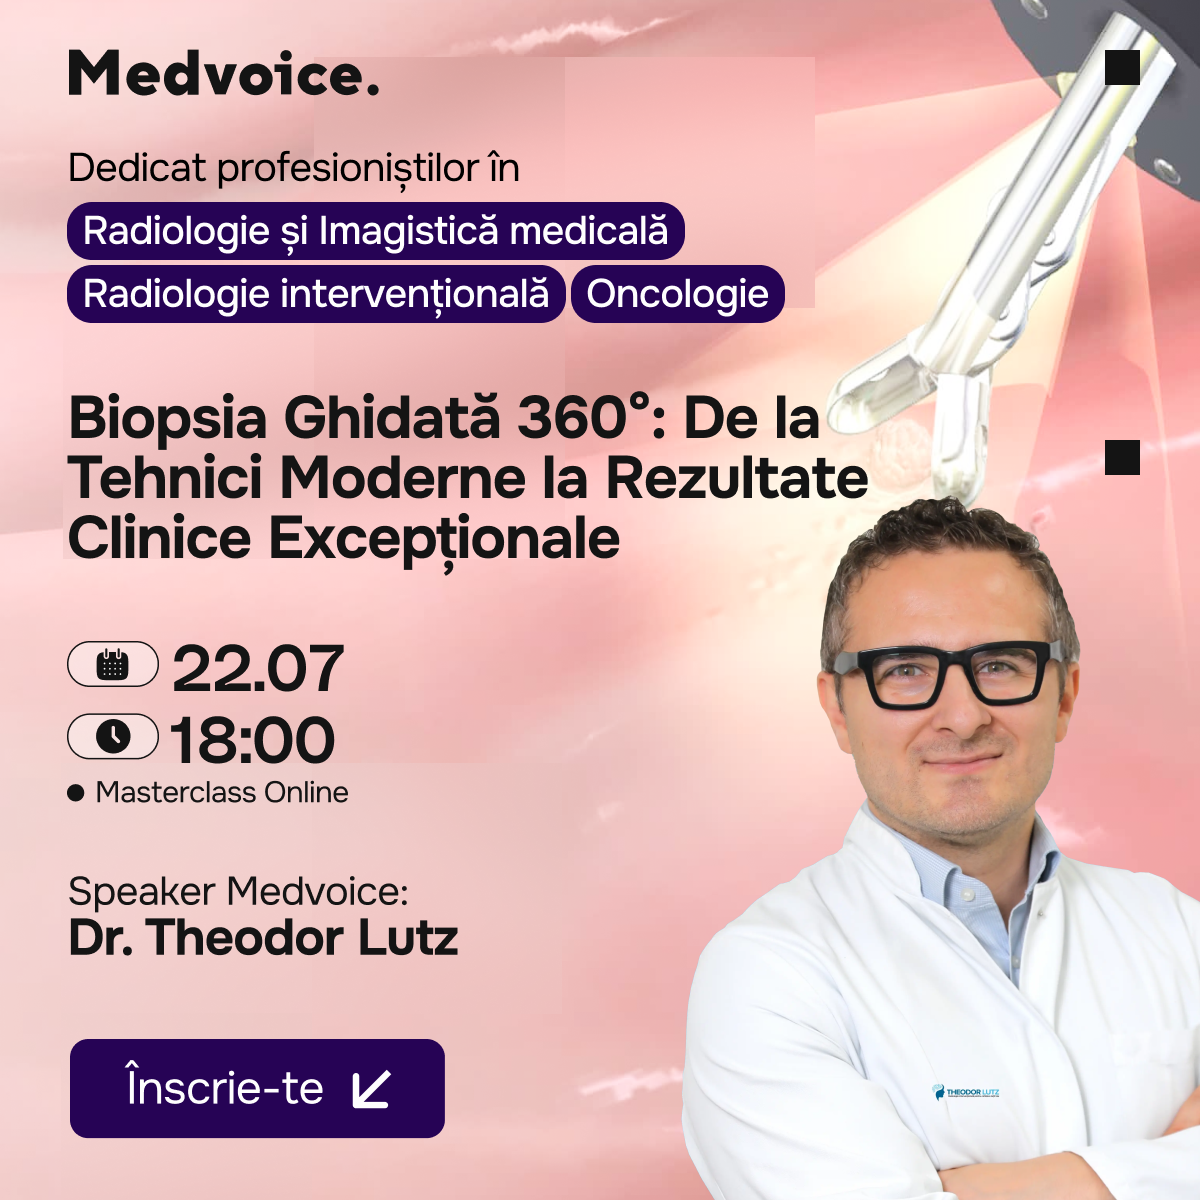 Medvoice.
Dedicat profesioniștilor în
Radiologie și Imagistică medicală
Radiologie intervențională Oncologie
Biopsia Ghidată 360°: De la
Tehnici Moderne la Rezultate
Clinice Excepționale
22.07
18:00
Masterclass Online
Speaker Medvoice:
Dr. Theodor Lutz
THEODOR LUTZ
Înscrie-te